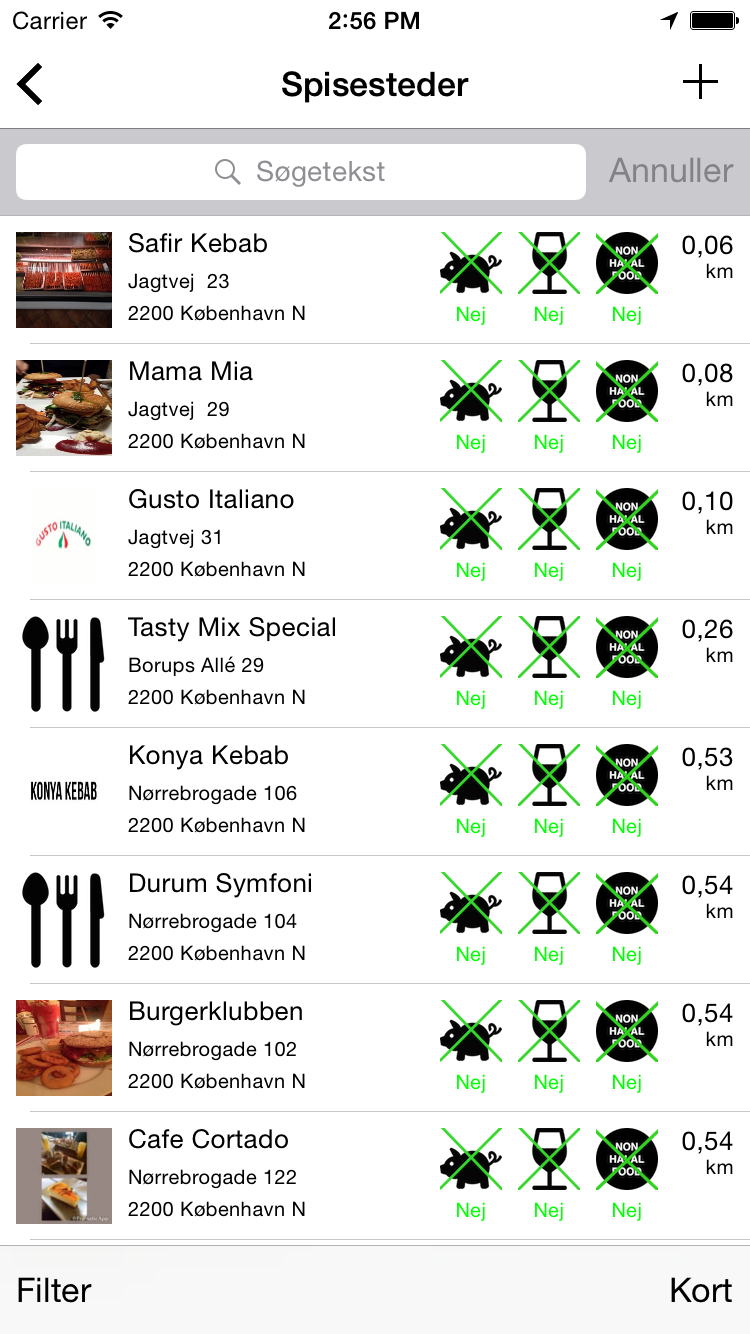 Carrier 2:56 PM
Spisesteder
Søgetekst Annuller
Safir Kebab
Jagtvej 23
2200 København N
NON HALAL FOOD
Nej Nej Nej
0,06 km
Mama Mia
Jagtvej 29
2200 København N
NON HALAL FOOD
Nej Nej Nej
0,08 km
GUSTO ITALIANO
Gusto Italiano
Jagtvej 31
2200 København N
NON HALAL FOOD
Nej Nej Nej
0,10 km
Tasty Mix Special
Borups Allé 29
2200 København N
NON HALAL FOOD
Nej Nej Nej
0,26 km
KONYA KEBAB
Konya Kebab
Nørrebrogade 106
2200 København N
NON HALAL FOOD
Nej Nej Nej
0,53 km
Durum Symfoni
Nørrebrogade 104
2200 København N
NON HALAL FOOD
Nej Nej Nej
0,54 km
Burgerklubben
Nørrebrogade 102
2200 København N
NON HALAL FOOD
Nej Nej Nej
0,54 km
Cafe Cortado
Nørrebrogade 122
2200 København N
NON HALAL FOOD
Nej Nej Nej
0,54 km
Filter Kort